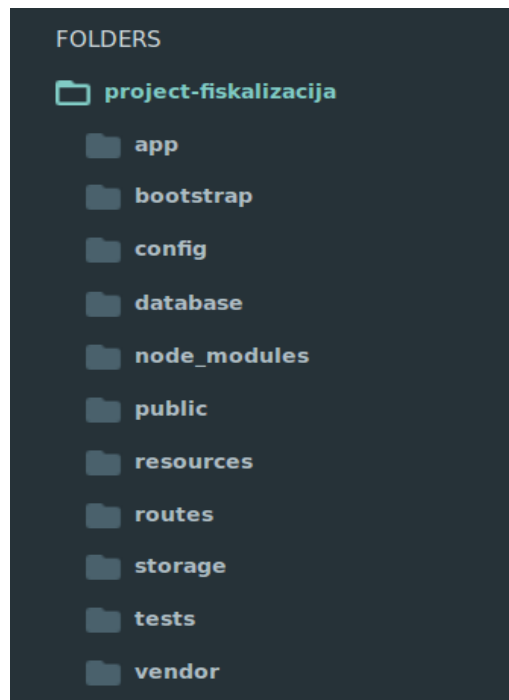 FOLDERS
project-fiskalizacija
app
bootstrap
config
database
node_modules
public
resources
routes
storage
tests
vendor